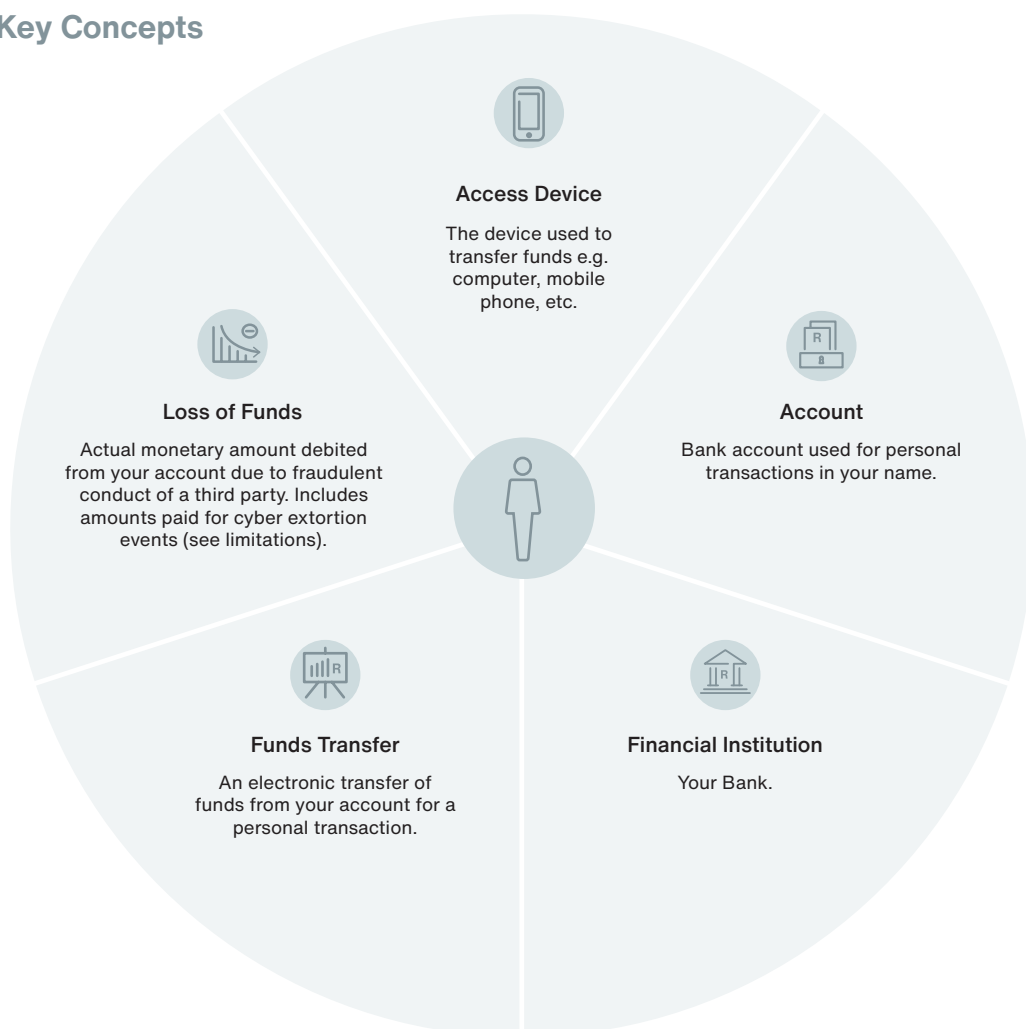 Key Concepts
Access Device
The device used to
transfer funds e.g.
computer, mobile
phone, etc.
Loss of Funds
Actual monetary amount debited
from your account due to fraudulent
conduct of a third party. Includes
amounts paid for cyber extortion
events (see limitations).
R
Account
Bank account used for personal
transactions in your name.
R
Funds Transfer
An electronic transfer of
funds from your account for a
personal transaction.
R
Financial Institution
Your Bank.